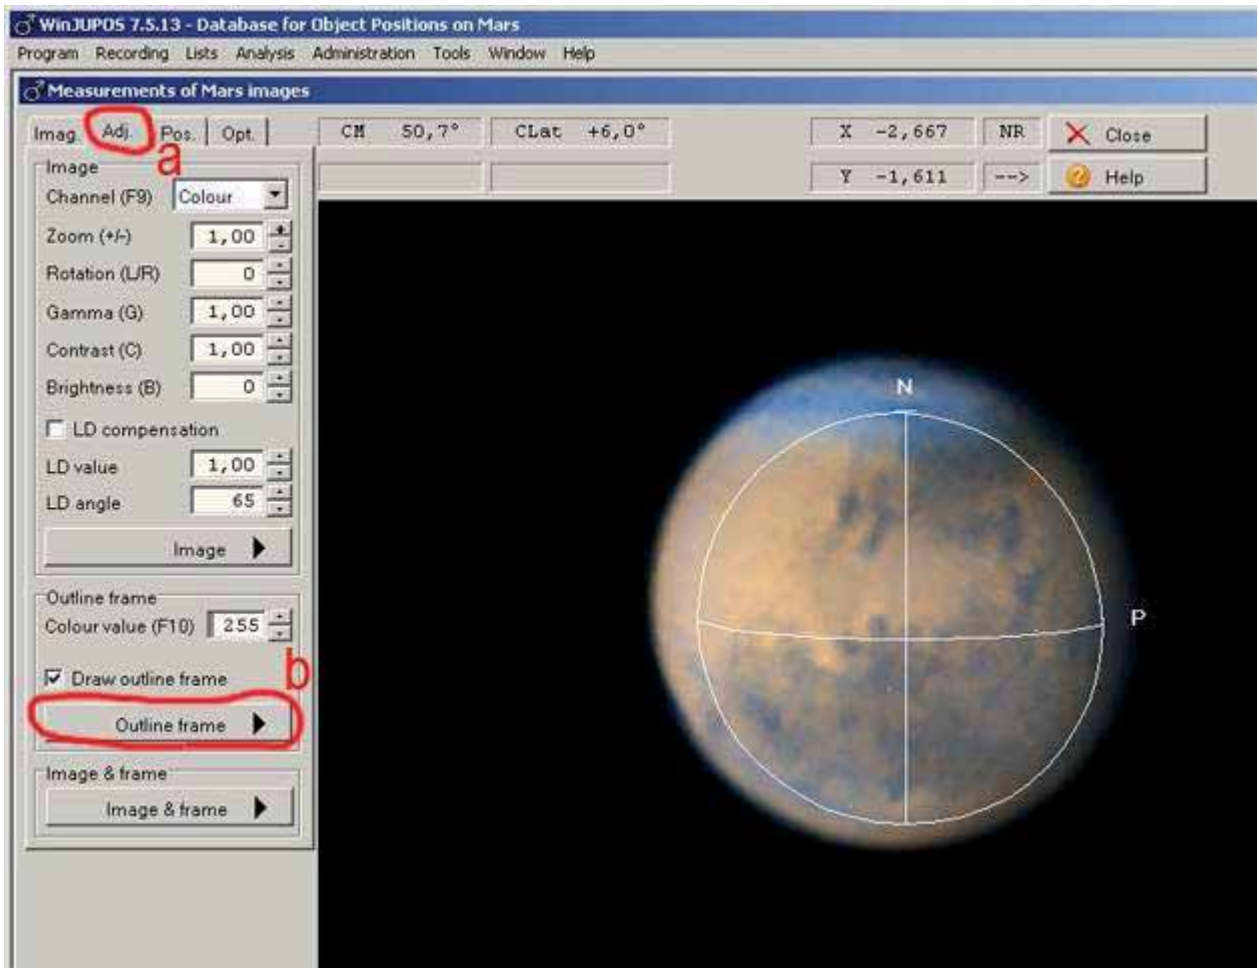 WinJUPOS 7.5.13 - Database for Object Positions on Mars
Program Recording Lists Analysis Administration Tools Window Help
Measurements of Mars images
Imag. Adj. Pos. Opt.
a
CM 50,7° CLat +6,0° X -2,667 NR Close
Y -1,611 --> Help
Image
Channel (F9) Colour
Zoom (+/-) 1,00
Rotation (L/R) 0
Gamma (G) 1,00
Contrast (C) 1,00
Brightness (B) 0
LD compensation
LD value 1,00
LD angle 65
Image
Outline frame
Colour value (F10) 255
b
Draw outline frame
Outline frame
Image & frame
Image & frame
N
P